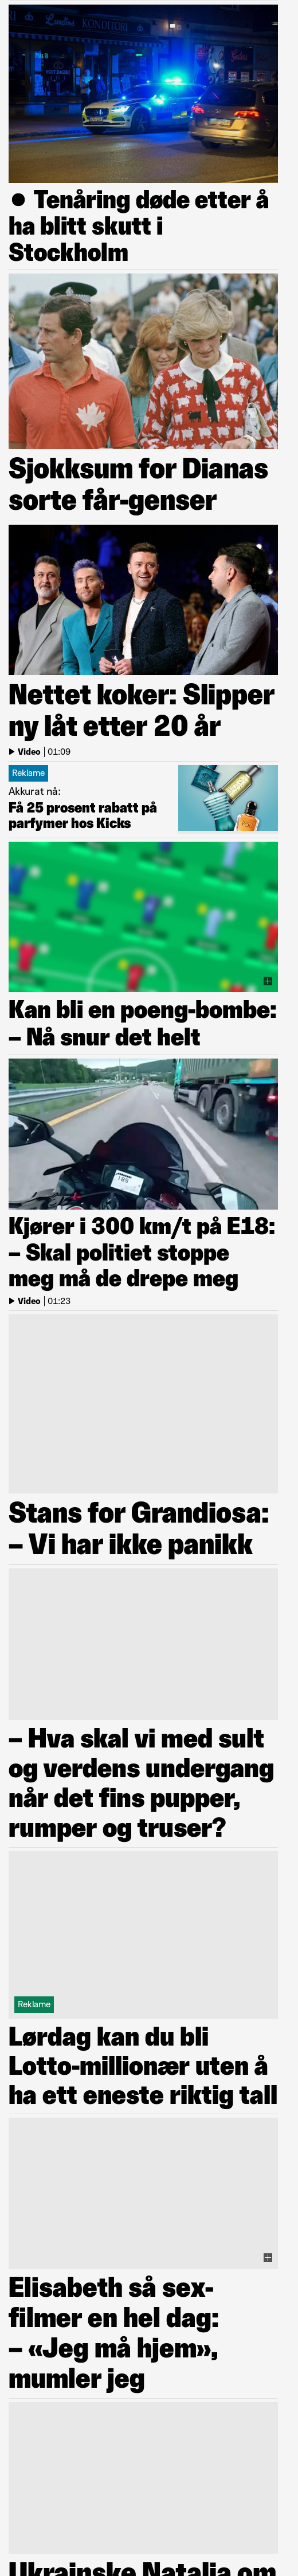 ● Tenåring døde etter å
ha blitt skutt i
Stockholm
Sjokksum for Dianas
sorte får-genser
Nettet koker: Slipper
ny låt etter 20 år
Video | 01:09
Reklame
Akkurat nå:
Få 25 prosent rabatt på
parfymer hos Kicks
Kan bli en poeng-bombe:
– Nå snur det helt
Kjører i 300 km/t på E18:
– Skal politiet stoppe
meg må de drepe meg
Video | 01:23
Stans for Grandiosa:
– Vi har ikke panikk
– Hva skal vi med sult
og verdens undergang
når det fins pupper,
rumper og truser?
Reklame
Lørdag kan du bli
Lotto-millionær uten å
ha ett eneste riktig tall
Elisabeth så sex-
filmer en hel dag:
– «Jeg må hjem»,
mumler jeg
Ukrainske Natalia om